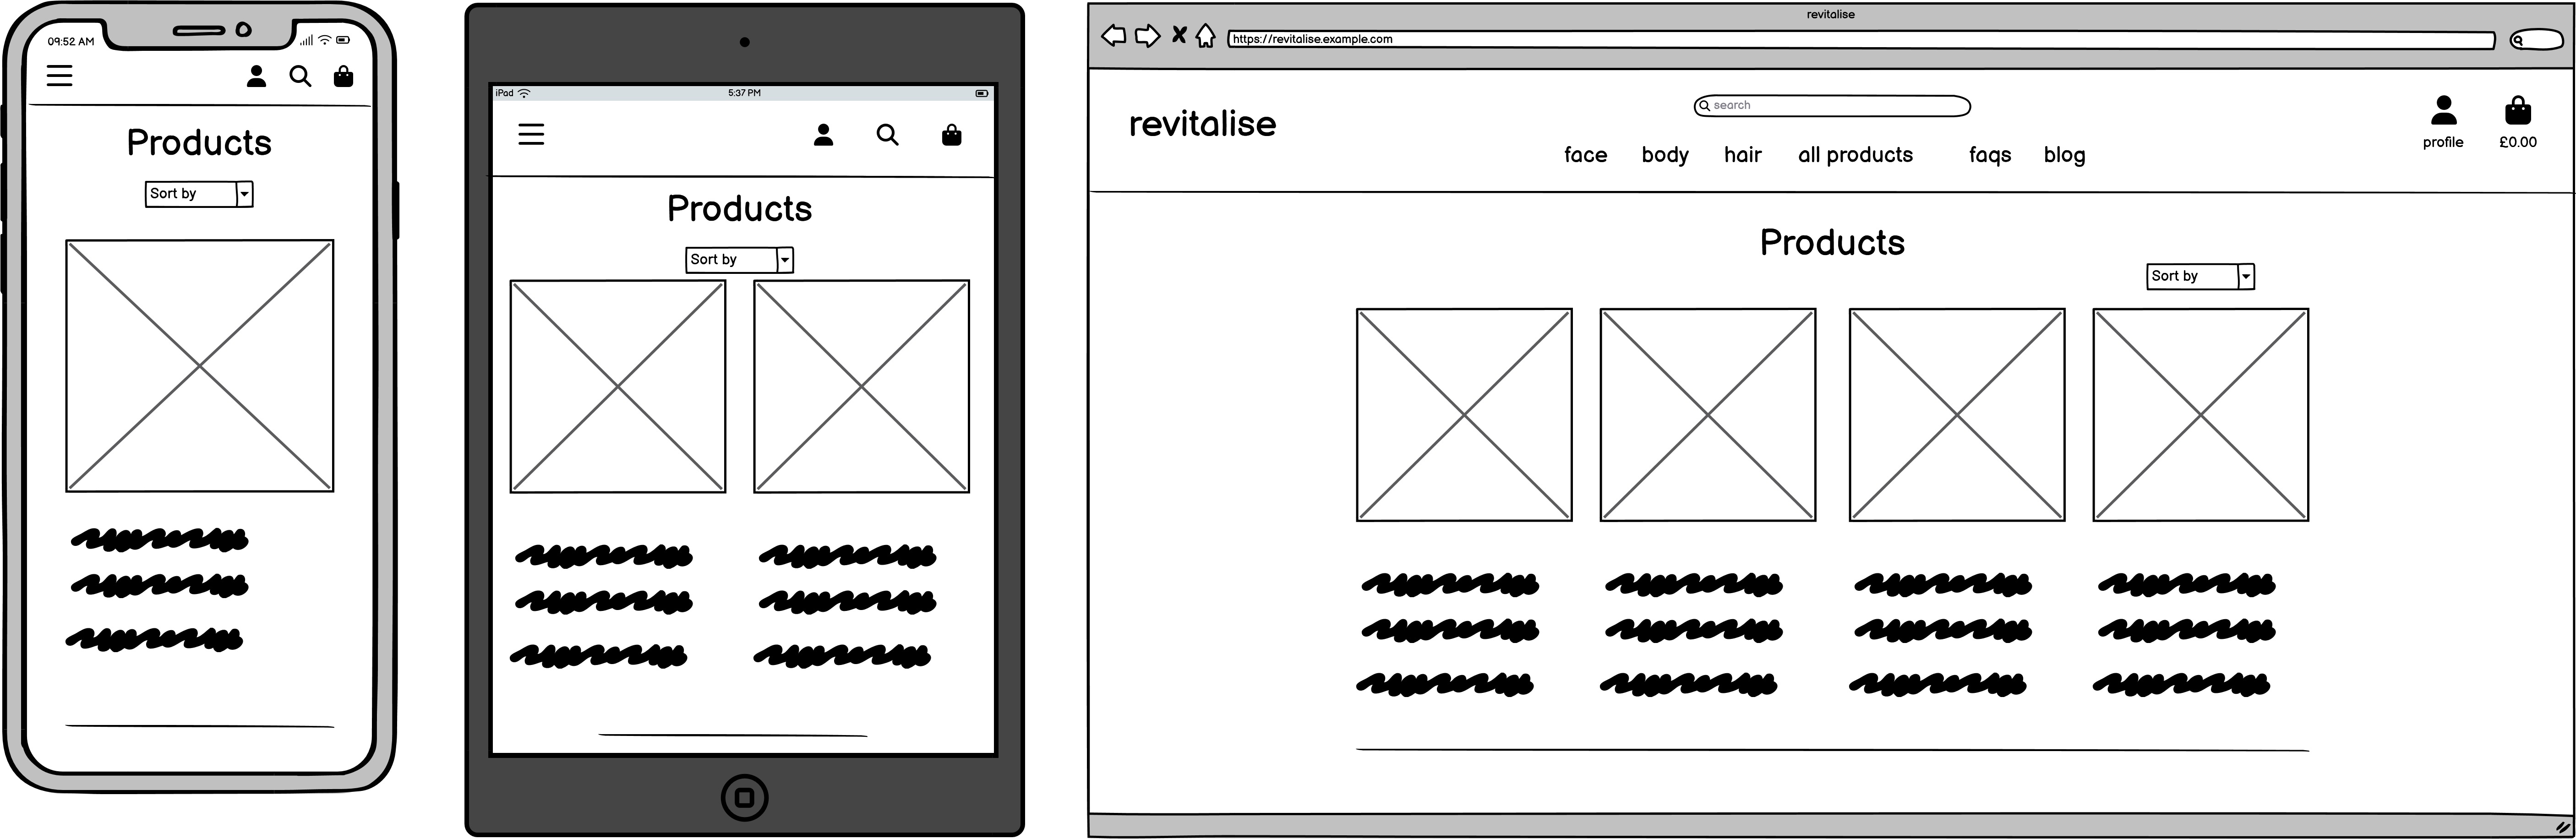 09:52 AM
Products
Sort by
iPad
5:37 PM
Products
Sort by
revitalise
https://revitalise.example.com
revitalise
search
face body hair all products faqs blog
profile
£0.00
Products
Sort by